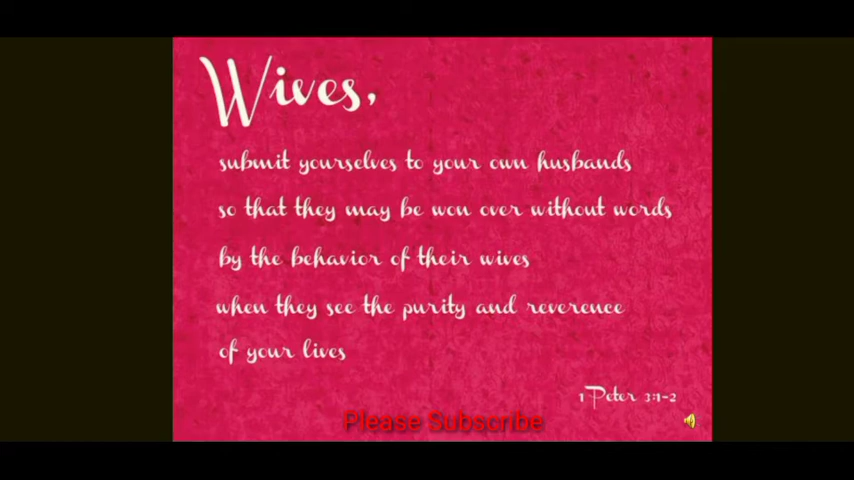 Wives,
submit yourselves to your own husbands
so that they may be won over without words
by the behavior of their wives
when they see the purity and reverence
of your lives
1 Peter 3:1-2
Please Subscribe